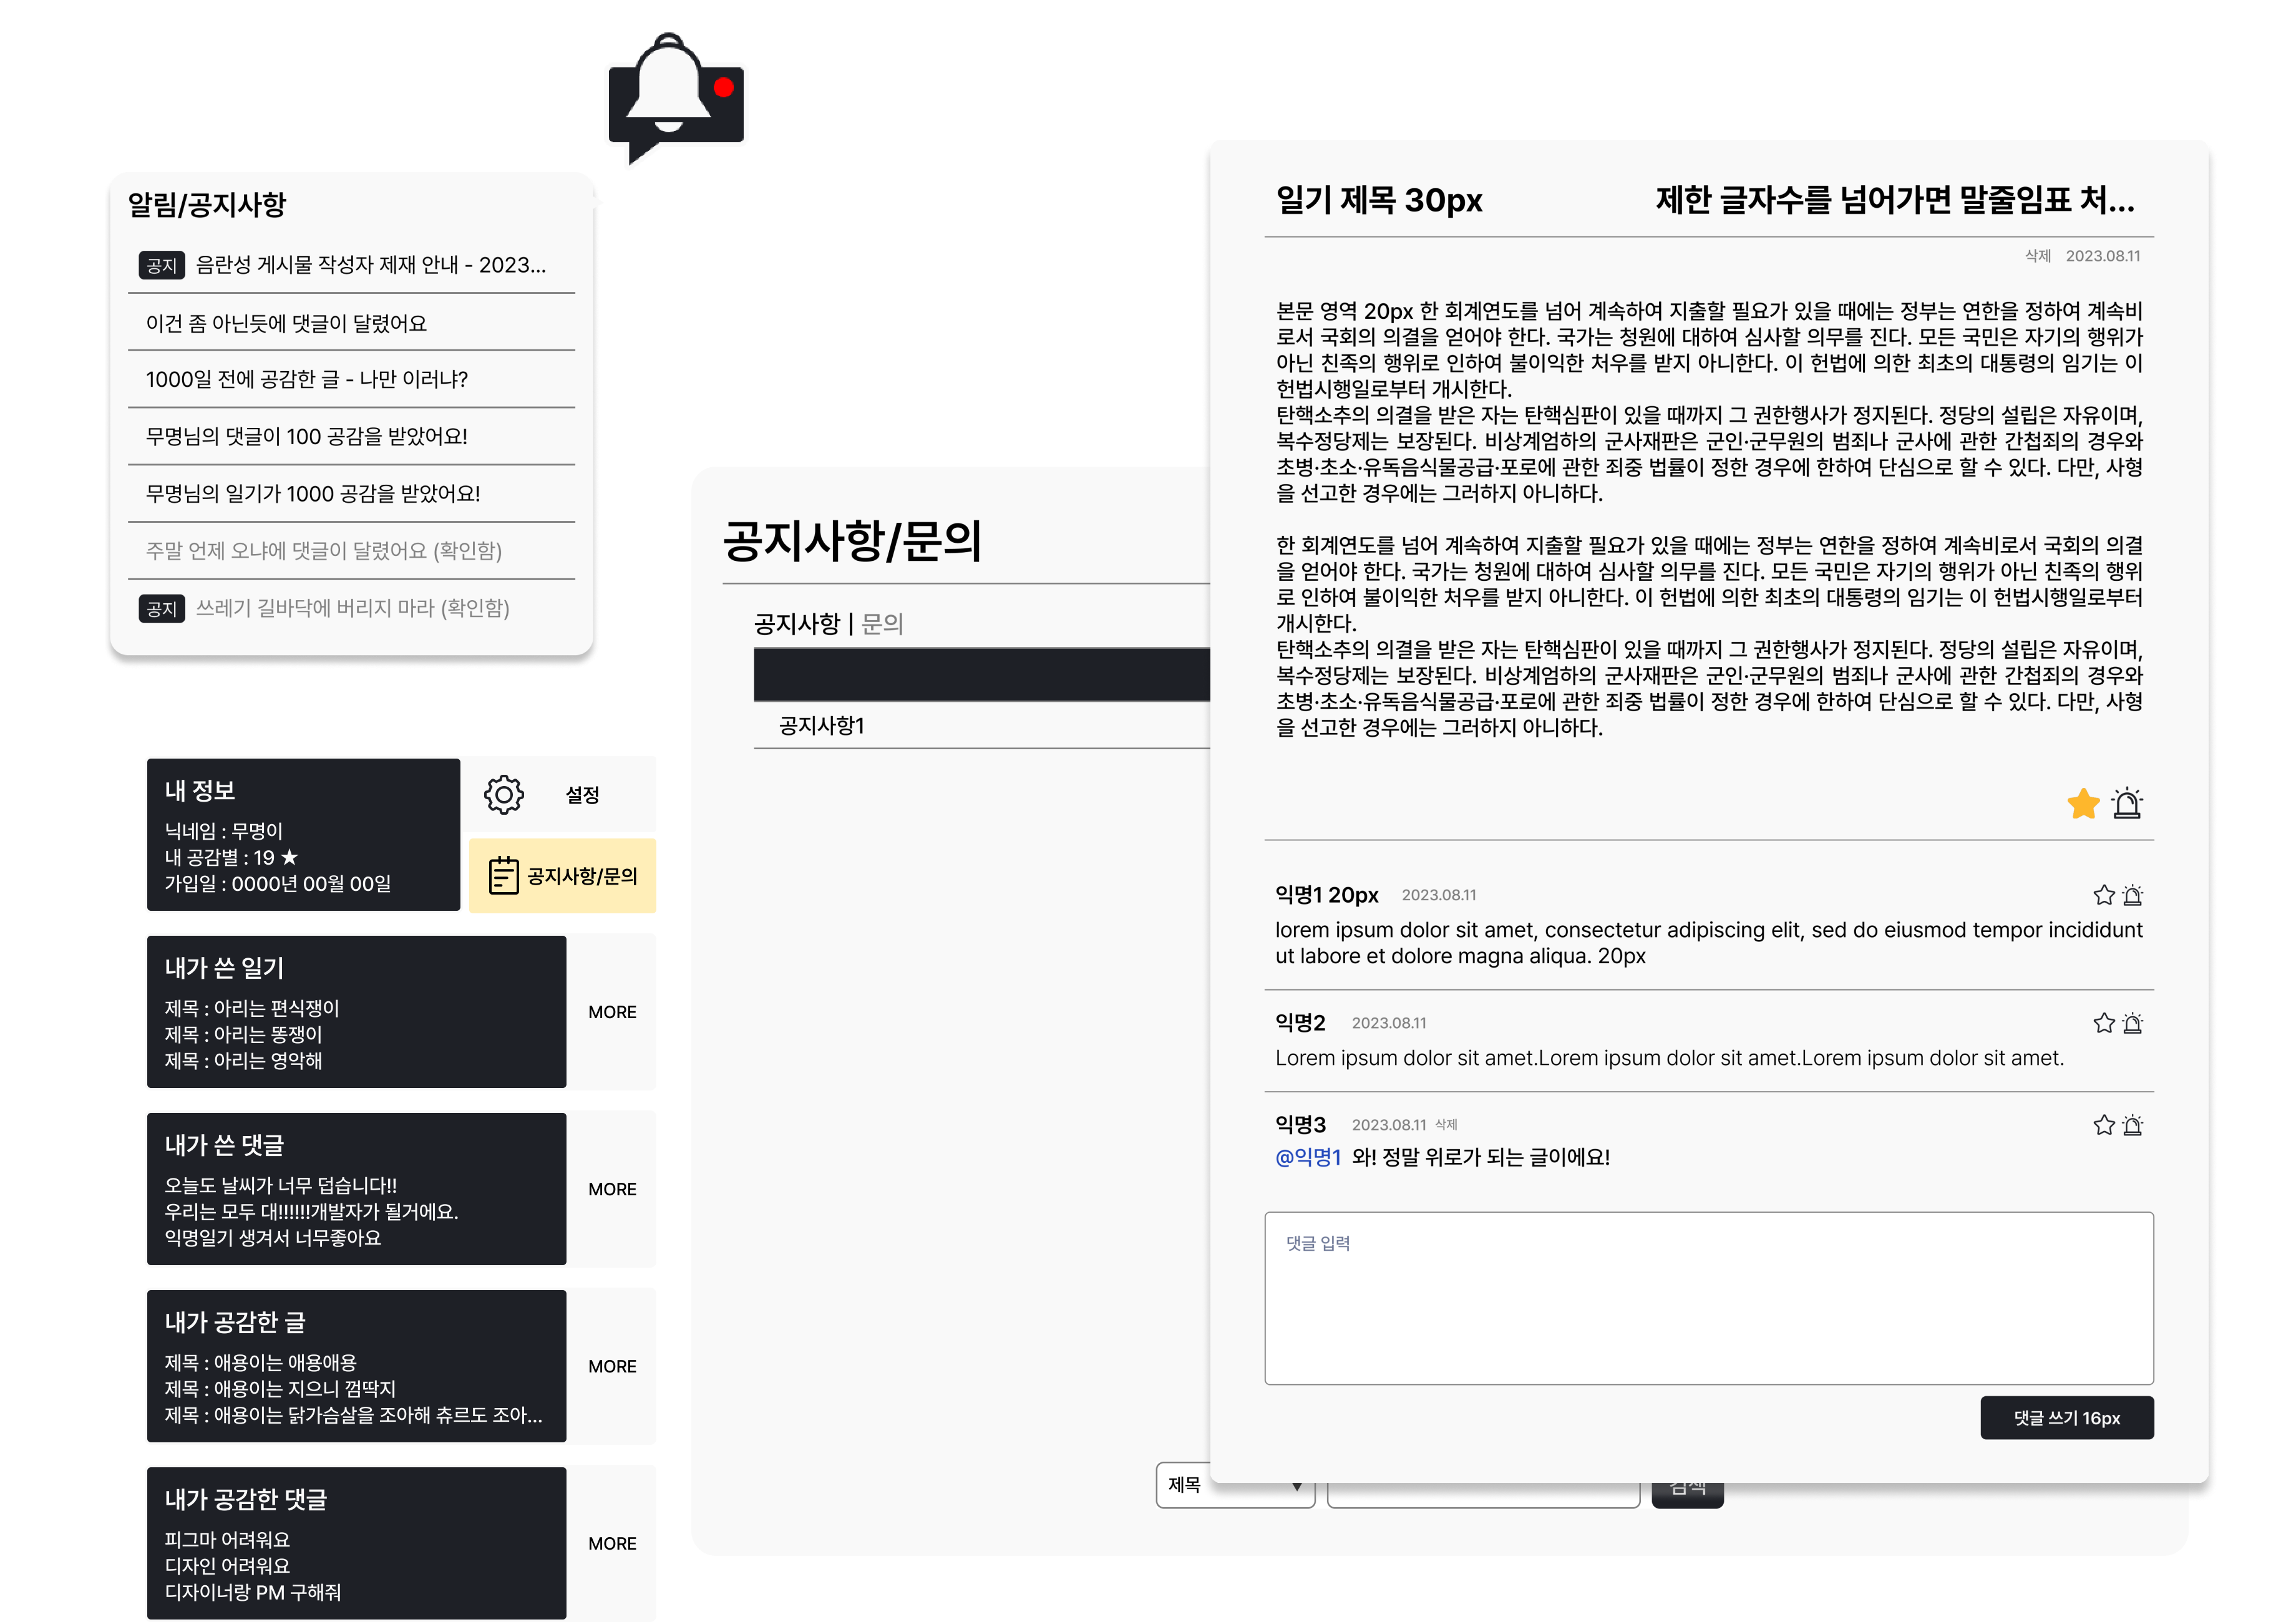 알림/공지사항
공지 음란성 게시물 작성자 제재 안내 - 2023...
이건 좀 아닌듯에 댓글이 달렸어요
1000일 전에 공감한 글 - 나만 이러냐?
무명님의 댓글이 100 공감을 받았어요!
무명님의 일기가 1000 공감을 받았어요!
주말 언제 오냐에 댓글이 달렸어요 (확인함)
공지 쓰레기 길바닥에 버리지 마라 (확인함)
내 정보
닉네임 : 무명이
내 공감별 : 19 ★
가입일 : 0000년 00월 00일
설정
공지사항/문의
내가 쓴 일기
제목 : 아리는 편식쟁이
제목 : 아리는 똥쟁이
제목 : 아리는 영악해
MORE
내가 쓴 댓글
오늘도 날씨가 너무 덥습니다!!
우리는 모두 대!!!!!!개발자가 될거에요.
익명일기 생겨서 너무좋아요
MORE
내가 공감한 글
제목 : 애용이는 애용애용
제목 : 애용이는 지으니 껌딱지
제목 : 애용이는 닭가슴살을 조아해 츄르도 조아...
MORE
내가 공감한 댓글
피그마 어려워요
디자인 어려워요
디자이너랑 PM 구해줘
MORE
공지사항/문의
공지사항 | 문의
공지사항1
제목 ▼
검색
일기 제목 30px 제한 글자수를 넘어가면 말줄임표 처...
삭제 2023.08.11
본문 영역 20px 한 회계연도를 넘어 계속하여 지출할 필요가 있을 때에는 정부는 연한을 정하여 계속비
로서 국회의 의결을 얻어야 한다. 국가는 청원에 대하여 심사할 의무를 진다. 모든 국민은 자기의 행위가
아닌 친족의 행위로 인하여 불이익한 처우를 받지 아니한다. 이 헌법에 의한 최초의 대통령의 임기는 이
헌법시행일로부터 개시한다.
탄핵소추의 의결을 받은 자는 탄핵심판이 있을 때까지 그 권한행사가 정지된다. 정당의 설립은 자유이며,
복수정당제는 보장된다. 비상계엄하의 군사재판은 군인·군무원의 범죄나 군사에 관한 간첩죄의 경우와
초병·초소·유독음식물공급·포로에 관한 죄중 법률이 정한 경우에 한하여 단심으로 할 수 있다. 다만, 사형
을 선고한 경우에는 그러하지 아니하다.
한 회계연도를 넘어 계속하여 지출할 필요가 있을 때에는 정부는 연한을 정하여 계속비로서 국회의 의결
을 얻어야 한다. 국가는 청원에 대하여 심사할 의무를 진다. 모든 국민은 자기의 행위가 아닌 친족의 행위
로 인하여 불이익한 처우를 받지 아니한다. 이 헌법에 의한 최초의 대통령의 임기는 이 헌법시행일로부터
개시한다.
탄핵소추의 의결을 받은 자는 탄핵심판이 있을 때까지 그 권한행사가 정지된다. 정당의 설립은 자유이며,
복수정당제는 보장된다. 비상계엄하의 군사재판은 군인·군무원의 범죄나 군사에 관한 간첩죄의 경우와
초병·초소·유독음식물공급·포로에 관한 죄중 법률이 정한 경우에 한하여 단심으로 할 수 있다. 다만, 사형
을 선고한 경우에는 그러하지 아니하다.
익명1 20px 2023.08.11
lorem ipsum dolor sit amet, consectetur adipiscing elit, sed do eiusmod tempor incididunt
ut labore et dolore magna aliqua. 20px
익명2 2023.08.11
Lorem ipsum dolor sit amet.Lorem ipsum dolor sit amet.Lorem ipsum dolor sit amet.
익명3 2023.08.11 삭제
@익명1 와! 정말 위로가 되는 글이에요!
댓글 입력
댓글 쓰기 16px